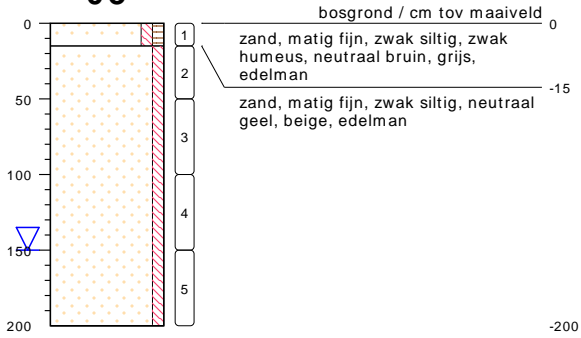 bosgrond / cm tov maaiveld
0
0
1
zand, matig fijn, zwak siltig, zwak
humeus, neutraal bruin, grijs,
edelman
-15
2
zand, matig fijn, zwak siltig, neutraal
geel, beige, edelman
50
3
100
4
150
5
200
-200